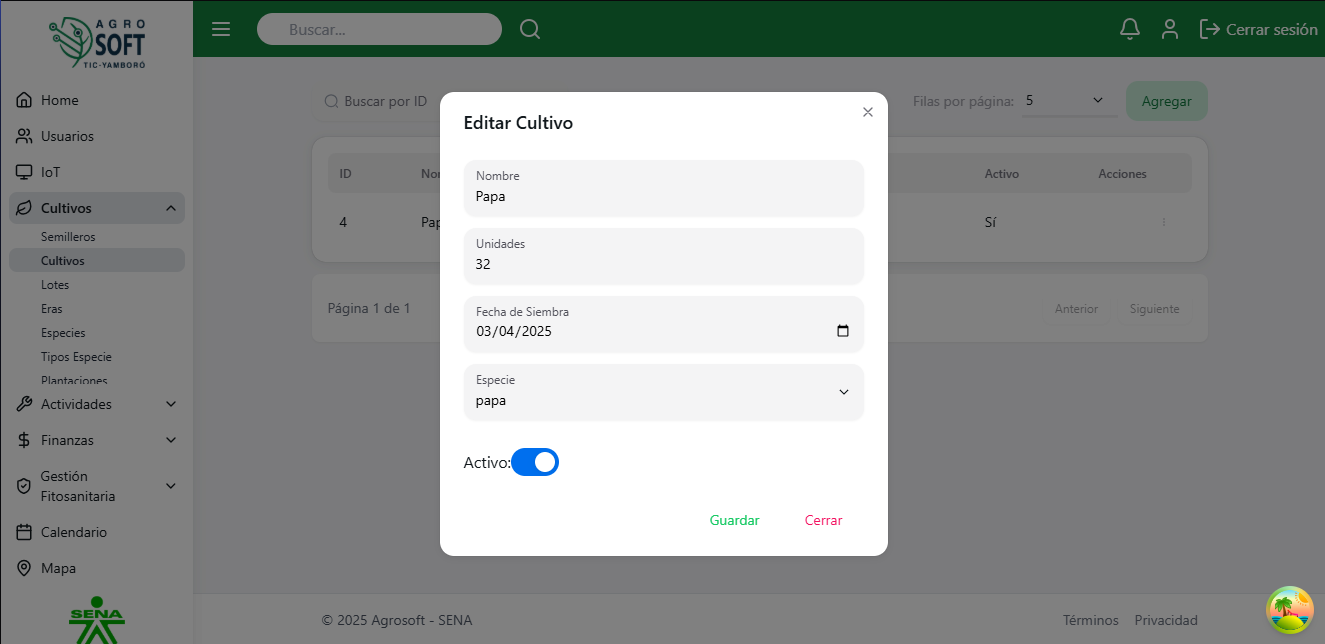 AGRO
SOFT
TIC-YAMBORÓ
Buscar...
Cerrar sesión
Home
Usuarios
IoT
Cultivos
Semilleros
Cultivos
Lotes
Eras
Especies
Tipos Especie
Plantaciones
Actividades
Finanzas
Gestión
Fitosanitaria
Calendario
Mapa
SENA
Buscar por ID
Filas por página: 5
Agregar
ID
Activo
Acciones
4
Sí
Página 1 de 1
Anterior
Siguiente
Editar Cultivo
Nombre
Papa
Unidades
32
Fecha de Siembra
03/04/2025
Especie
papa
Activo:
Guardar
Cerrar
© 2025 Agrosoft - SENA
Términos
Privacidad